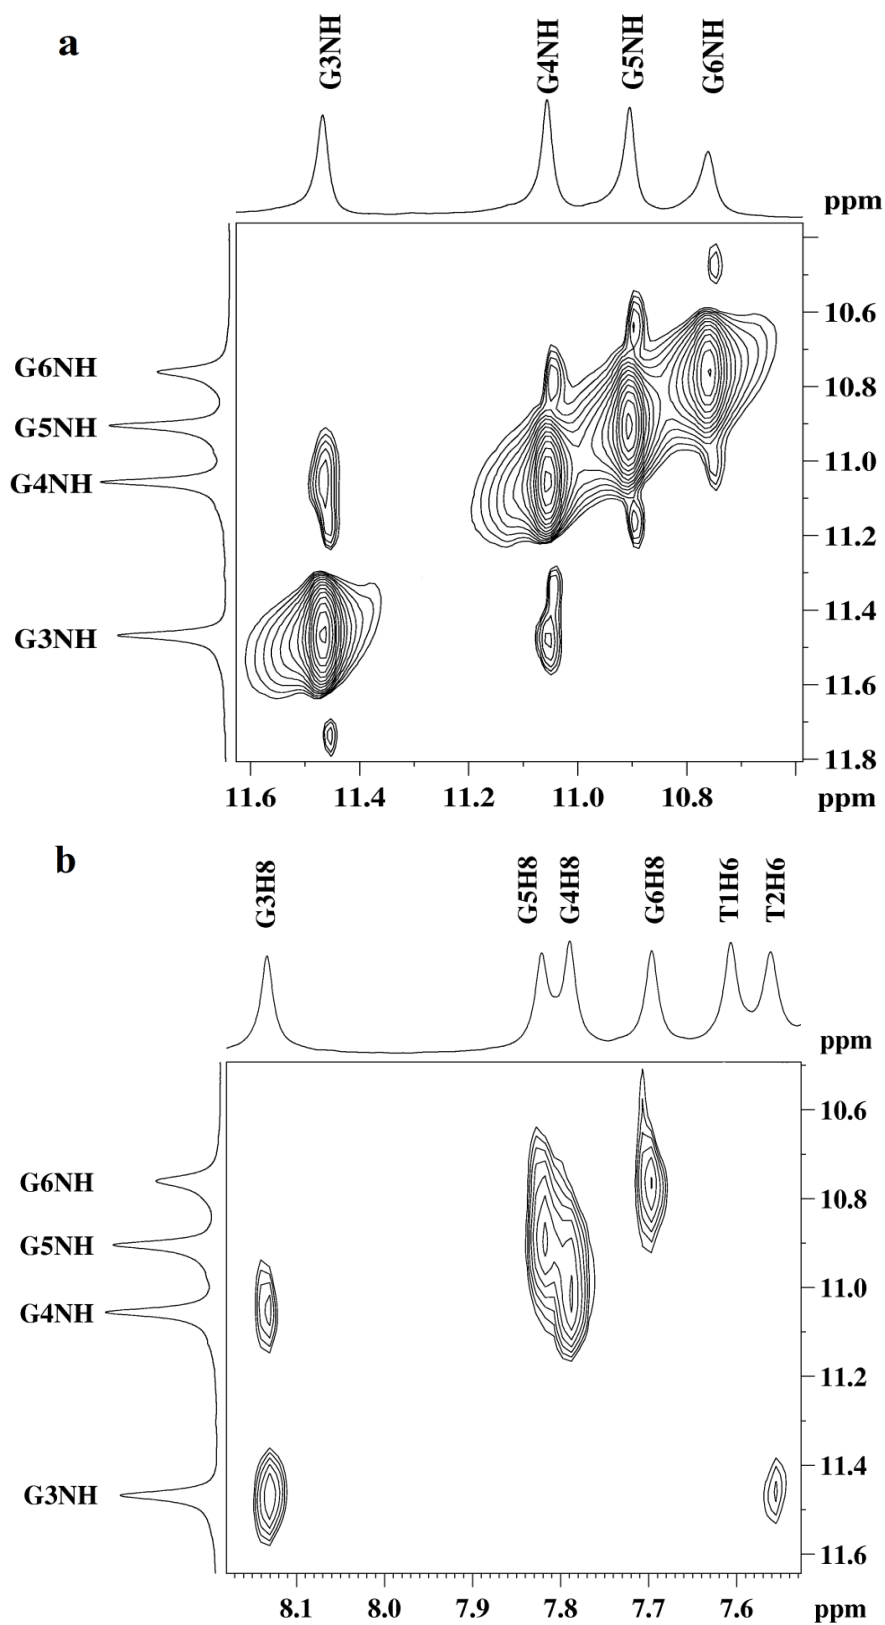 a
G3NH
G4NH
G5NH
G6NH
ppm
10.6
G6NH
10.8
G5NH
11.0
G4NH
11.2
11.4
G3NH
11.6
11.8
11.6 11.4 11.2 11.0 10.8 ppm
b
G3H8
G5H8
G4H8
G6H8
T1H6
T2H6
ppm
10.6
G6NH
10.8
G5NH
11.0
G4NH
11.2
11.4
G3NH
11.6
8.1 8.0 7.9 7.8 7.7 7.6 ppm